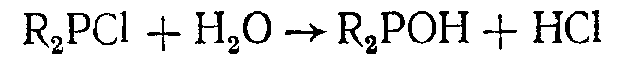 R₂PCl + H₂O → R₂POH + HCl